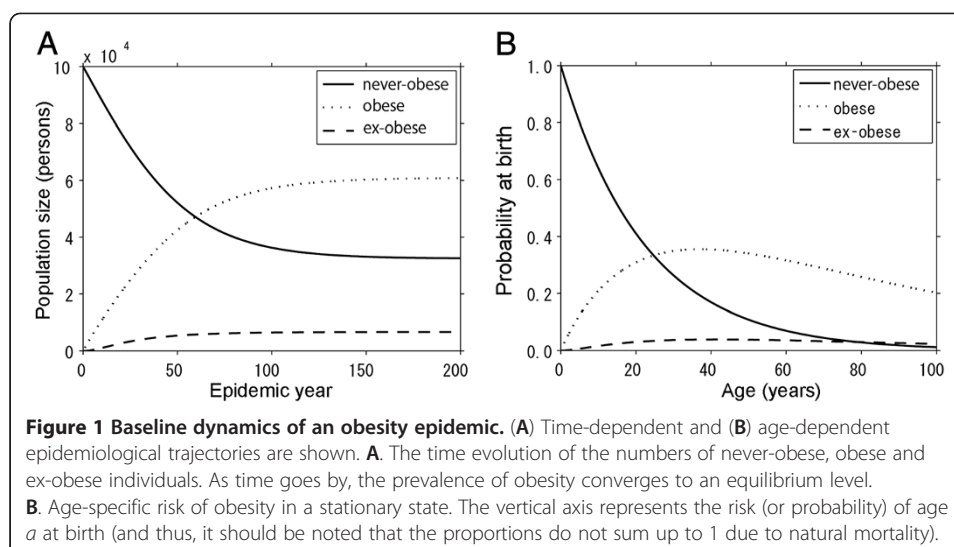 A
x 10 4
10
8
6
4
2
0
0 50 100 150 200
Population size (persons)
Epidemic year
never-obese
obese
ex-obese
B
1.0
0.8
0.6
0.4
0.2
0.0
0 20 40 60 80 100
Probability at birth
Age (years)
never-obese
obese
ex-obese
Figure 1 Baseline dynamics of an obesity epidemic. (A) Time-dependent and (B) age-dependent
epidemiological trajectories are shown. A. The time evolution of the numbers of never-obese, obese and
ex-obese individuals. As time goes by, the prevalence of obesity converges to an equilibrium level.
B. Age-specific risk of obesity in a stationary state. The vertical axis represents the risk (or probability) of age
a at birth (and thus, it should be noted that the proportions do not sum up to 1 due to natural mortality).